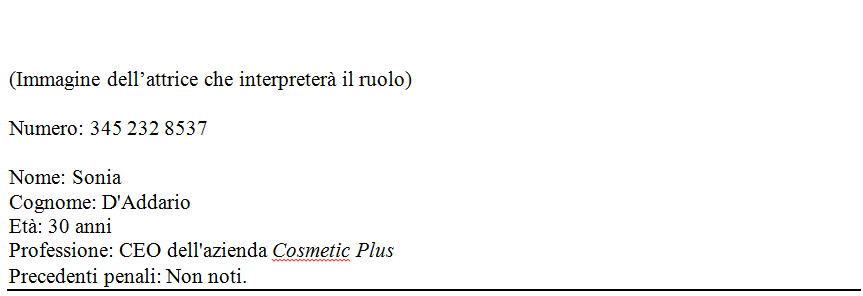 (Immagine dell’attrice che interpreterà il ruolo)
Numero: 345 232 8537
Nome: Sonia
Cognome: D'Addario
Età: 30 anni
Professione: CEO dell'azienda Cosmetic Plus
Precedenti penali: Non noti.